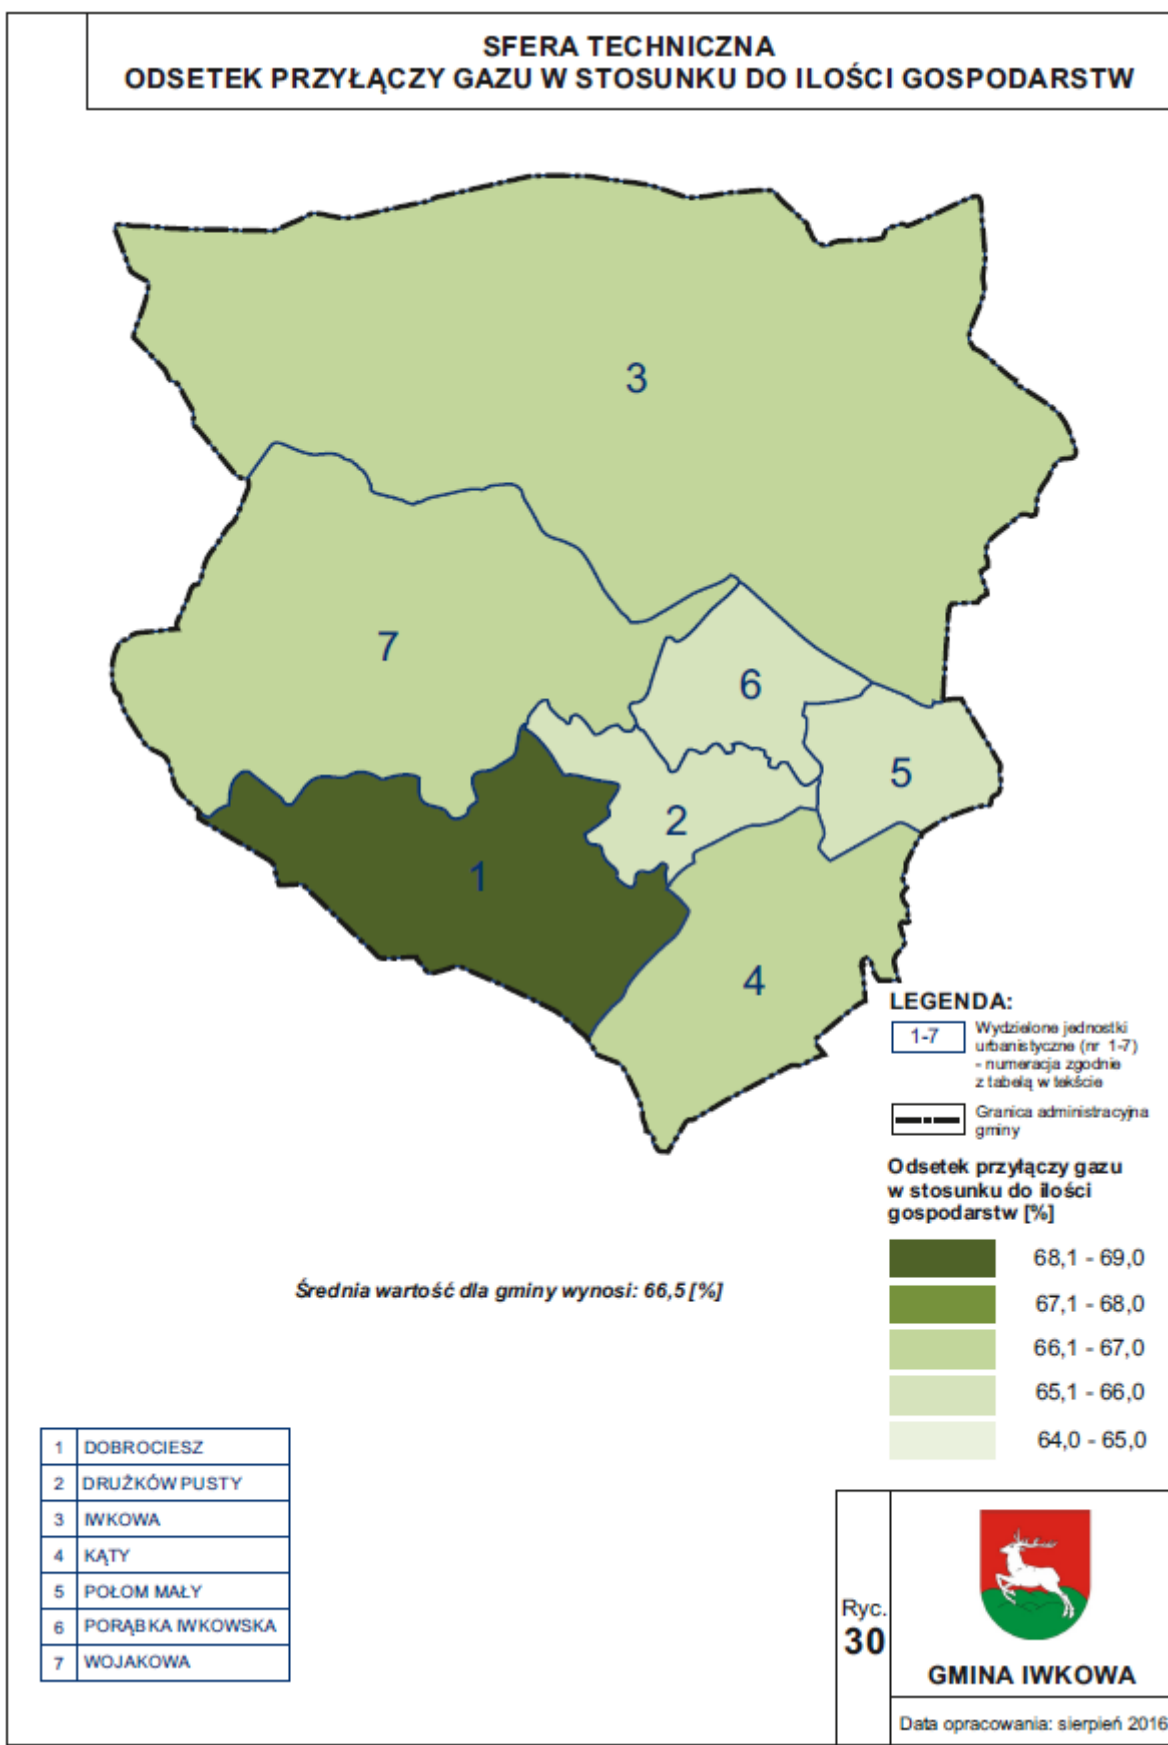 SFERA TECHNICZNA
ODSETEK PRZYŁĄCZY GAZU W STOSUNKU DO ILOŚCI GOSPODARSTW
3
7
6
5
2
1
4
LEGENDA:
1-7
Wydzielone jednostki
urbanistyczne (nr 1-7)
- numeracja zgodnie
z tabelą w tekście
Granica administracyjna
gminy
Odsetek przyłączy gazu
w stosunku do ilości
gospodarstw [%]
68,1 - 69,0
67,1 - 68,0
66,1 - 67,0
65,1 - 66,0
64,0 - 65,0
Średnia wartość dla gminy wynosi: 66,5 [%]
1 DOBROCIESZ
2 DRUŻKÓW PUSTY
3 IWKOWA
4 KĄTY
5 POŁOM MAŁY
6 PORĄBKA IWKOWSKA
7 WOJAKOWA
Ryc.
30
GMINA IWKOWA
Data opracowania: sierpień 2016